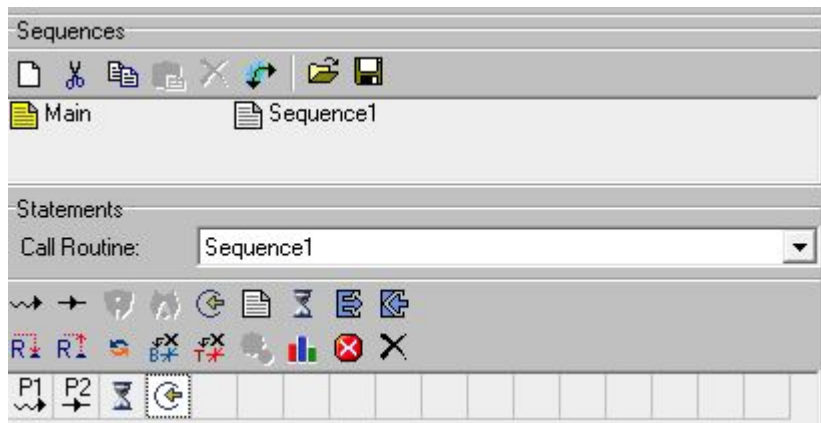 Sequences
Main Sequence1
Statements
Call Routine: Sequence1
R R B T
P1 P2